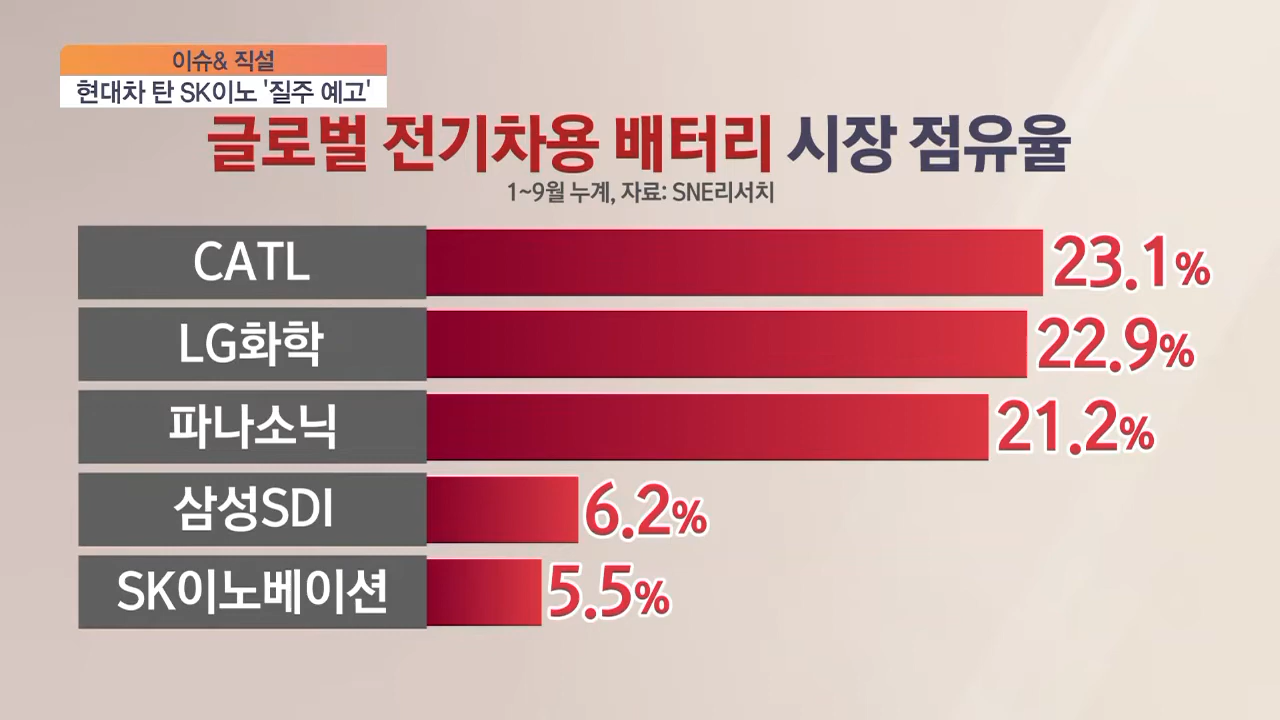 이슈& 직설
현대차 탄 SK이노 '질주 예고'
글로벌 전기차용 배터리 시장 점유율
1~9월 누계, 자료: SNE리서치
CATL 23.1%
LG화학 22.9%
파나소닉 21.2%
삼성SDI 6.2%
SK이노베이션 5.5%